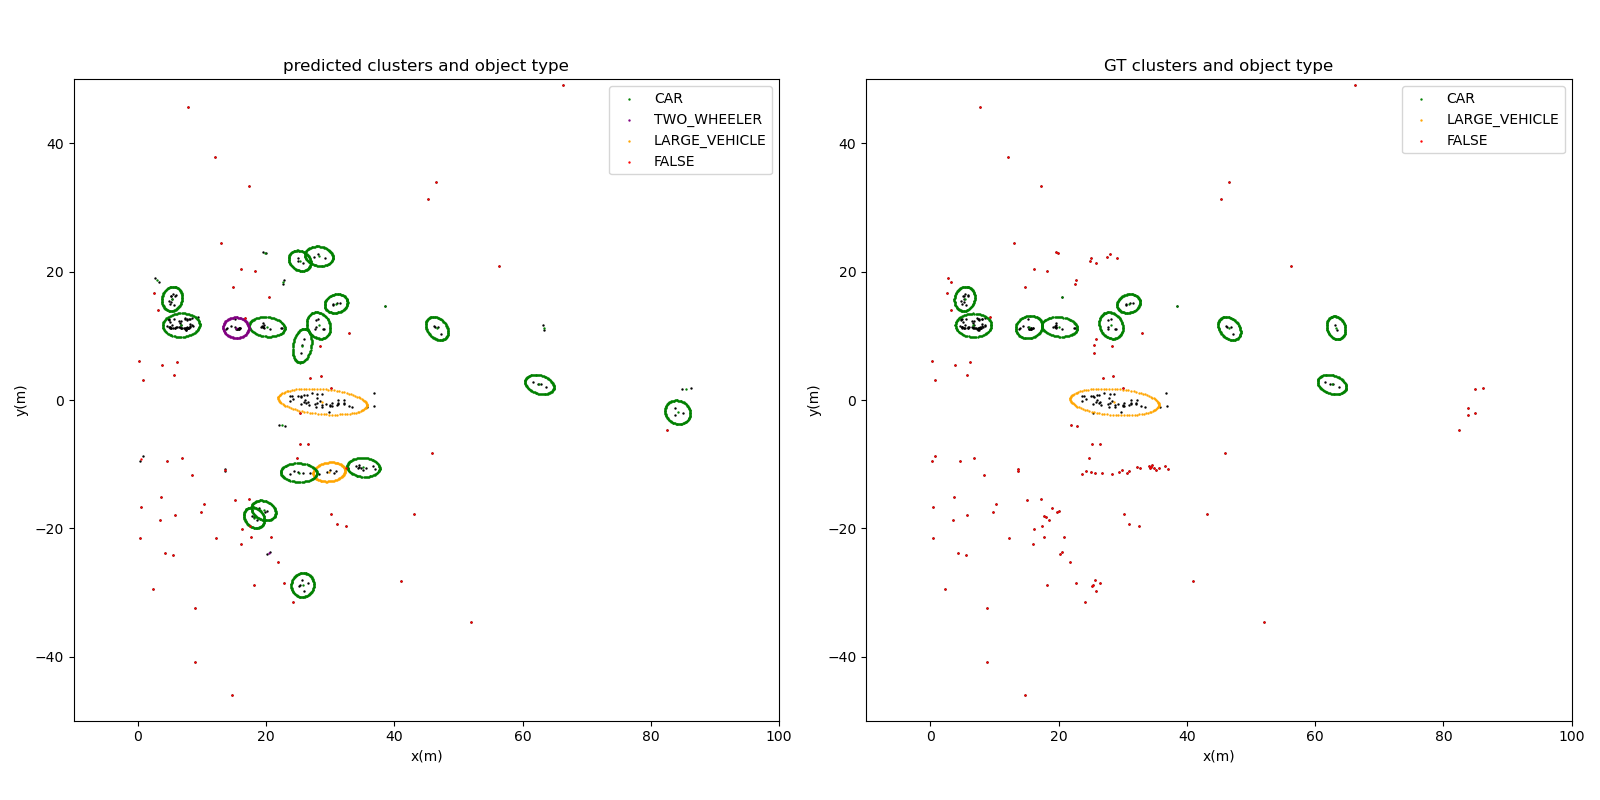 predicted clusters and object type
CAR
TWO_WHEELER
LARGE_VEHICLE
FALSE
40
20
0
−20
−40
y(m)
0
20
40
60
80
100
x(m)
GT clusters and object type
CAR
LARGE_VEHICLE
FALSE
40
20
0
−20
−40
y(m)
0
20
40
60
80
100
x(m)